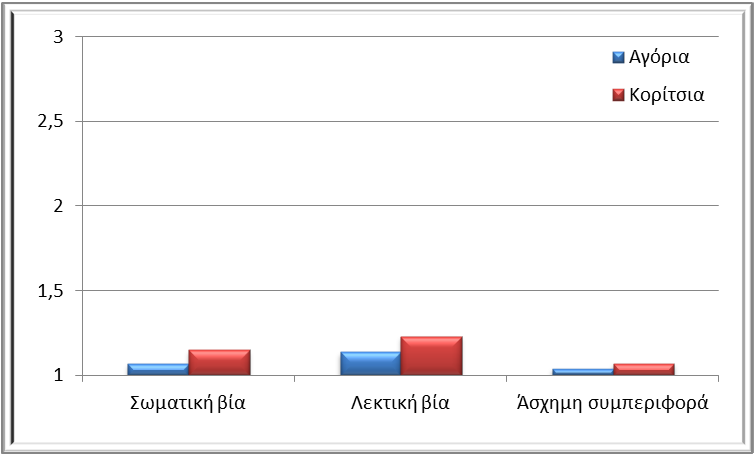 3
2,5
2
1,5
1
Αγόρια
Κορίτσια
Σωματική βία
Λεκτική βία
Άσχημη συμπεριφορά